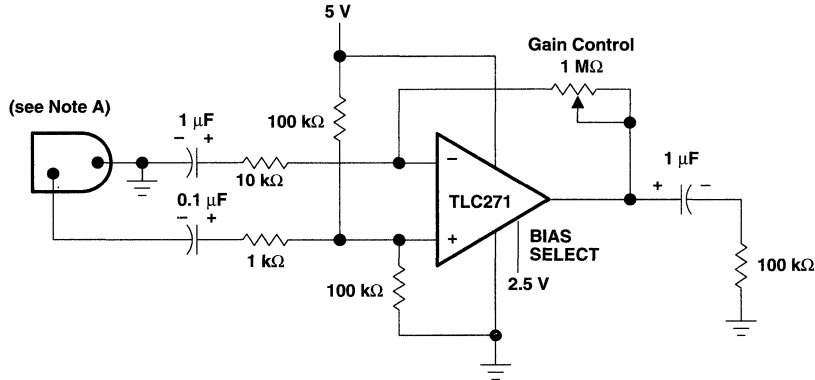 5 V
Gain Control
1 MΩ
(see Note A)
1 μF
− +
100 kΩ
10 kΩ
−
1 μF
+ −
0.1 μF
− +
TLC271
1 kΩ
+
BIAS
SELECT
2.5 V
100 kΩ
100 kΩ